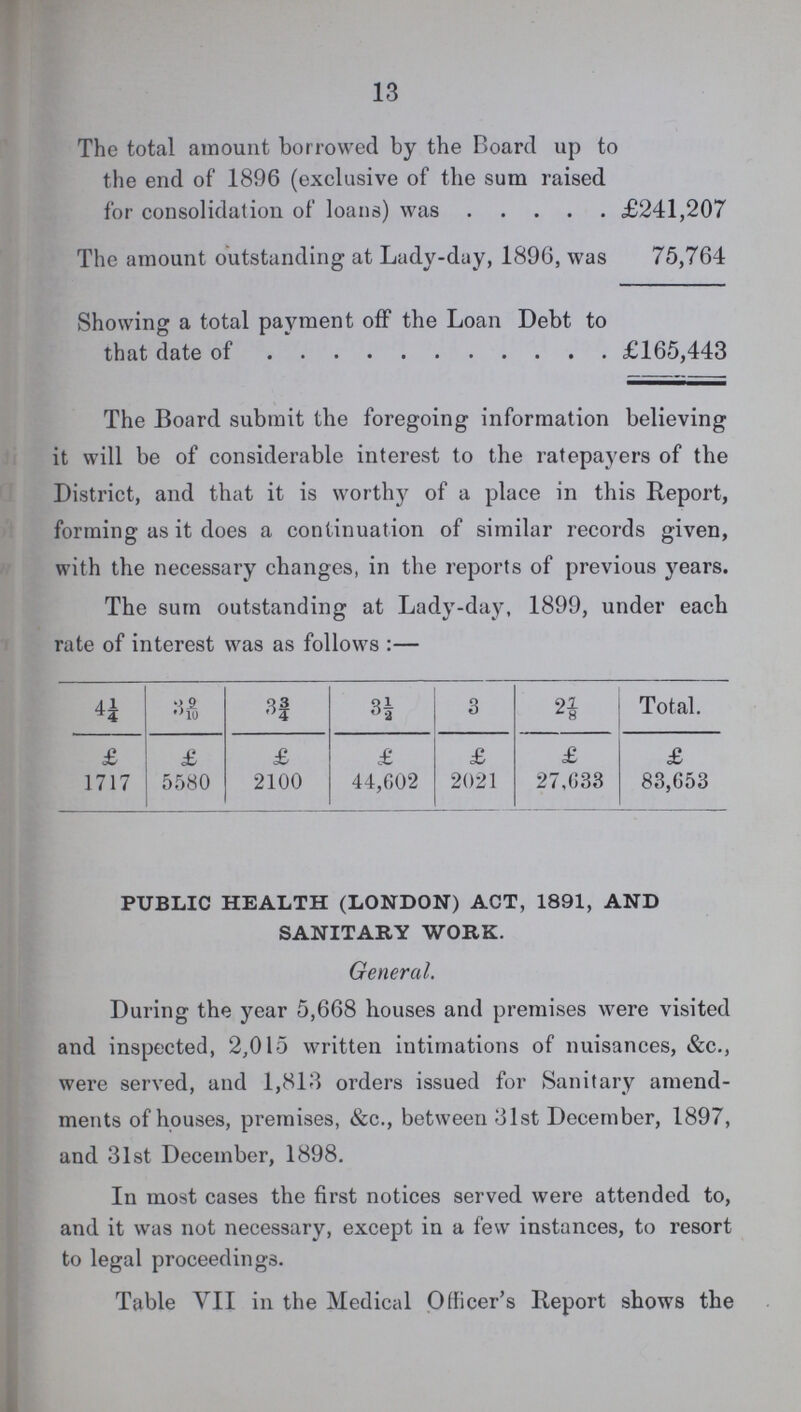 13
The total amount borrowed by the Board up to
the end of 1896 (exclusive of the sum raised
for consolidation of loans) was . . . . . £241,207
The amount outstanding at Lady-day, 1896, was 75,764
Showing a total payment off the Loan Debt to
that date of . . . . . . . . . . . £165,443
The Board submit the foregoing information believing
it will be of considerable interest to the ratepayers of the
District, and that it is worthy of a place in this Report,
forming as it does a continuation of similar records given,
with the necessary changes, in the reports of previous years.
The sum outstanding at Lady-day, 1899, under each
rate of interest was as follows :—
4¼ 3 9/10 3¾ 3½ 3 2⅞ Total.
£ £ £ £ £ £ £
1717 5580 2100 44,602 2021 27,633 83,653
PUBLIC HEALTH (LONDON) ACT, 1891, AND
SANITARY WORK.
General.
During the year 5,668 houses and premises were visited
and inspected, 2,015 written intimations of nuisances, &c.,
were served, and 1,813 orders issued for Sanitary amend-
ments of houses, premises, &c., between 31st December, 1897,
and 31st December, 1898.
In most cases the first notices served were attended to,
and it was not necessary, except in a few instances, to resort
to legal proceedings.
Table VII in the Medical Officer's Report shows the